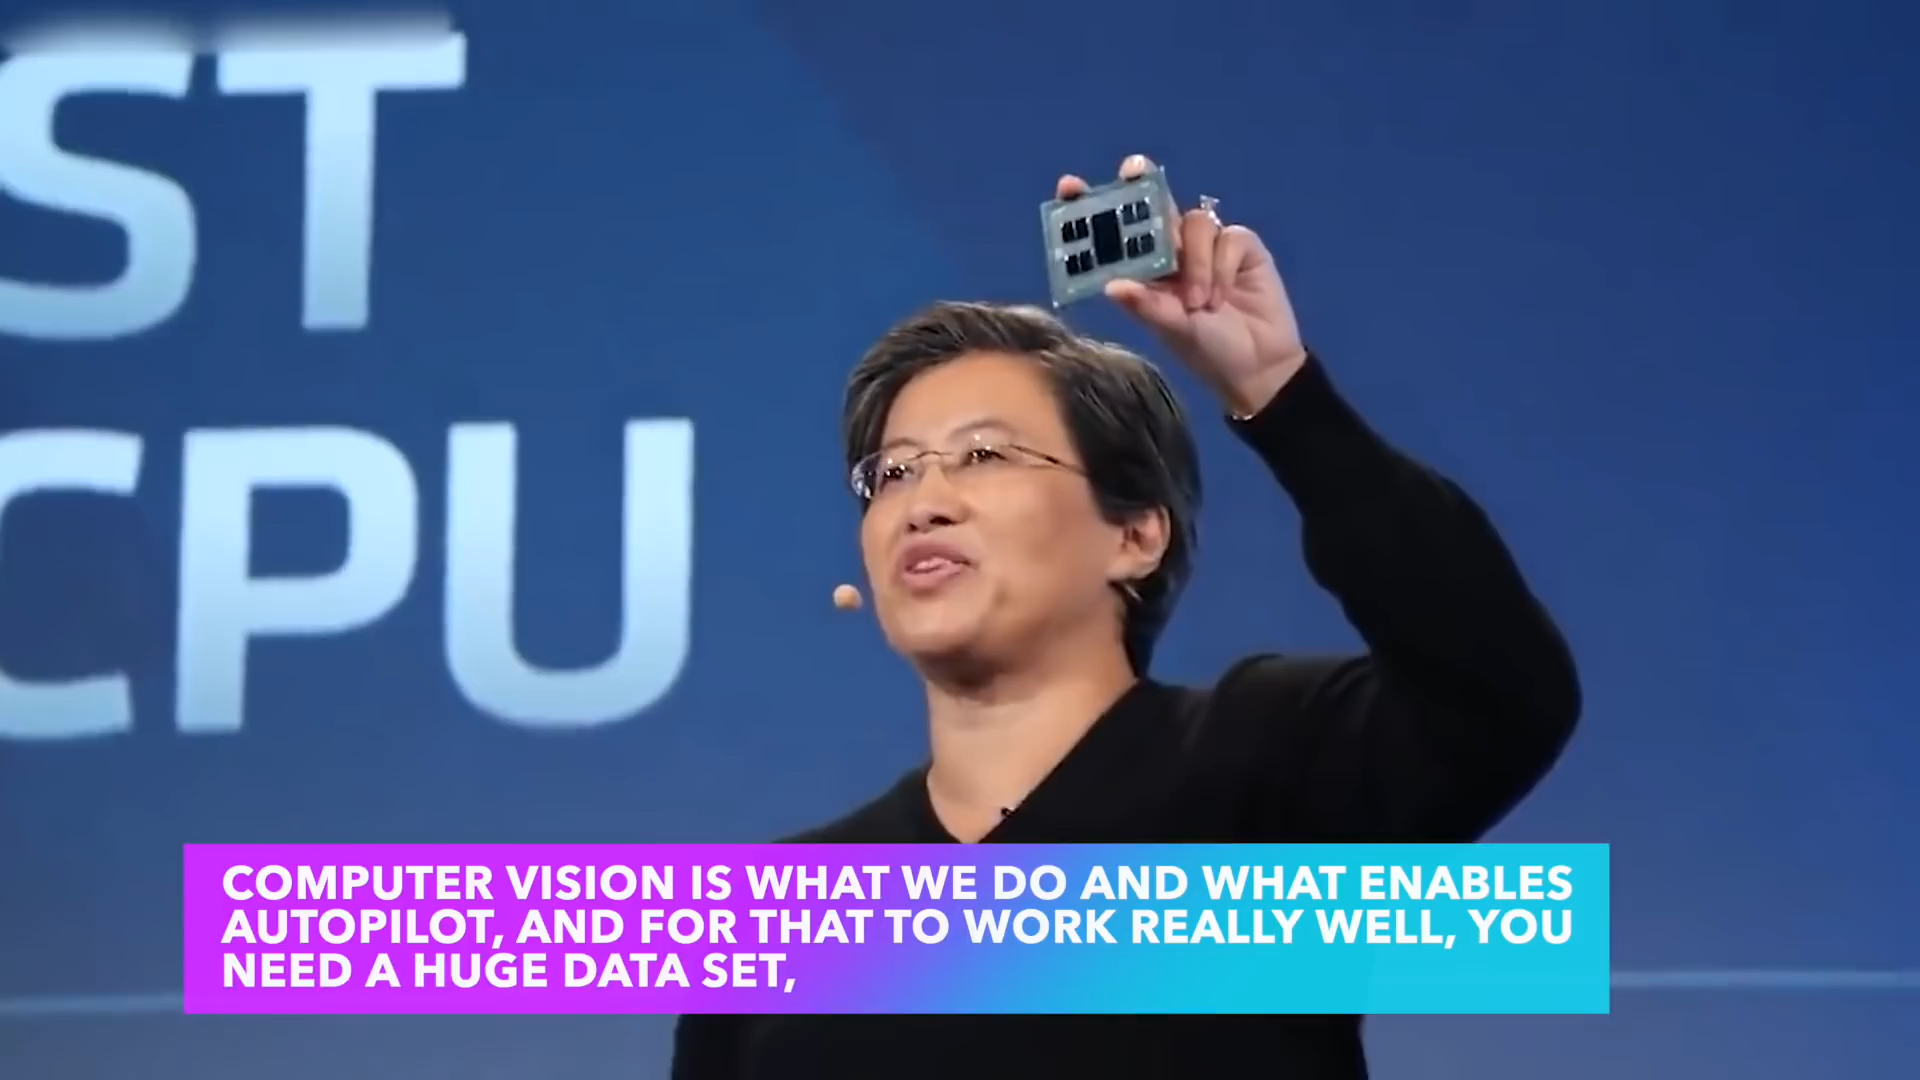 ST
CPU
COMPUTER VISION IS WHAT WE DO AND WHAT ENABLES
AUTOPILOT, AND FOR THAT TO WORK REALLY WELL, YOU
NEED A HUGE DATA SET,